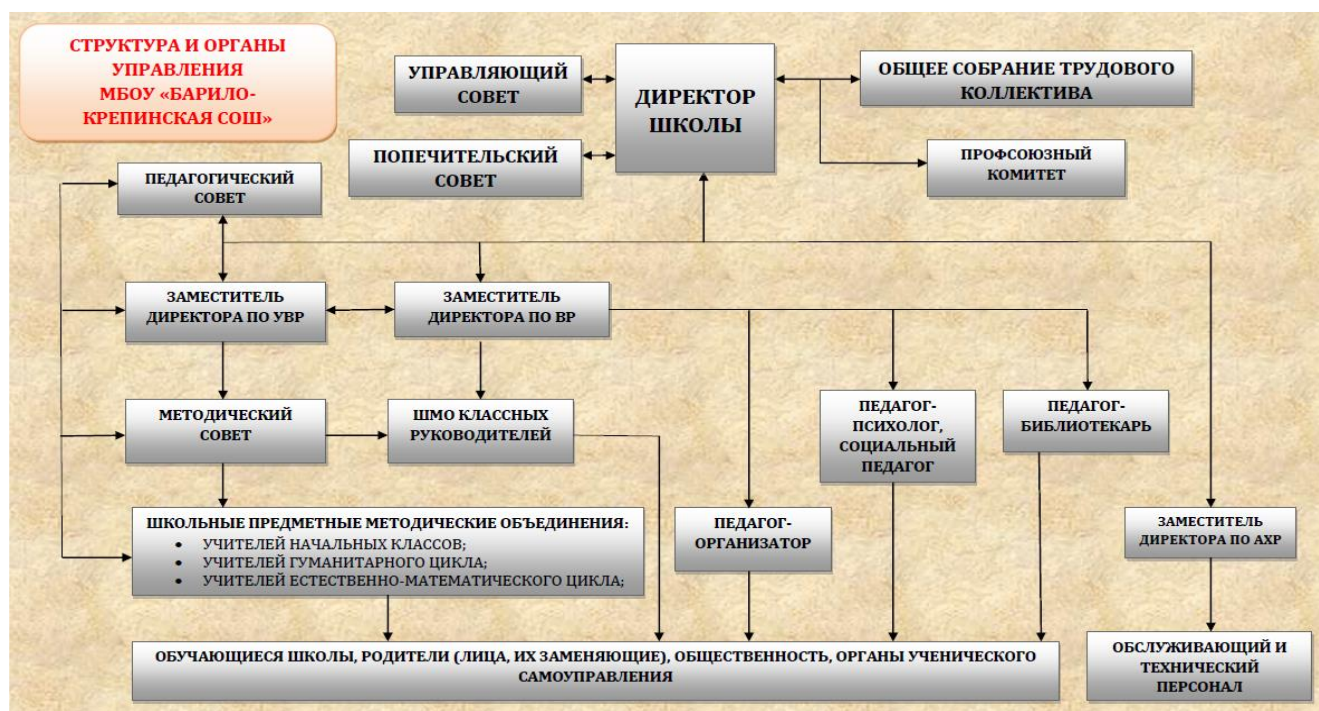 СТРУКТУРА И ОРГАНЫ
УПРАВЛЕНИЯ
МБОУ «БАРИЛО-
КРЕПИНСКАЯ СОШ»
УПРАВЛЯЮЩИЙ
СОВЕТ
ДИРЕКТОР
ШКОЛЫ
ОБЩЕЕ СОБРАНИЕ ТРУДОВОГО
КОЛЛЕКТИВА
ПОПЕЧИТЕЛЬСКИЙ
СОВЕТ
ПРОФСОЮЗНЫЙ
КОМИТЕТ
ПЕДАГОГИЧЕСКИЙ
СОВЕТ
ЗАМЕСТИТЕЛЬ
ДИРЕКТОРА ПО УВР
ЗАМЕСТИТЕЛЬ
ДИРЕКТОРА ПО ВР
МЕТОДИЧЕСКИЙ
СОВЕТ
ШМО КЛАССНЫХ
РУКОВОДИТЕЛЕЙ
ПЕДАГОГ-
ПСИХОЛОГ,
СОЦИАЛЬНЫЙ
ПЕДАГОГ
ПЕДАГОГ-
БИБЛИОТЕКАРЬ
ШКОЛЬНЫЕ ПРЕДМЕТНЫЕ МЕТОДИЧЕСКИЕ ОБЪЕДИНЕНИЯ:
• УЧИТЕЛЕЙ НАЧАЛЬНЫХ КЛАССОВ;
• УЧИТЕЛЕЙ ГУМАНИТАРНОГО ЦИКЛА;
• УЧИТЕЛЕЙ ЕСТЕСТВЕННО-МАТЕМАТИЧЕСКОГО ЦИКЛА;
ПЕДАГОГ-
ОРГАНИЗАТОР
ЗАМЕСТИТЕЛЬ
ДИРЕКТОРА ПО АХР
ОБУЧАЮЩИЕСЯ ШКОЛЫ, РОДИТЕЛИ (ЛИЦА, ИХ ЗАМЕНЯЮЩИЕ), ОБЩЕСТВЕННОСТЬ, ОРГАНЫ УЧЕНИЧЕСКОГО
САМОУПРАВЛЕНИЯ
ОБСЛУЖИВАЮЩИЙ И
ТЕХНИЧЕСКИЙ
ПЕРСОНАЛ